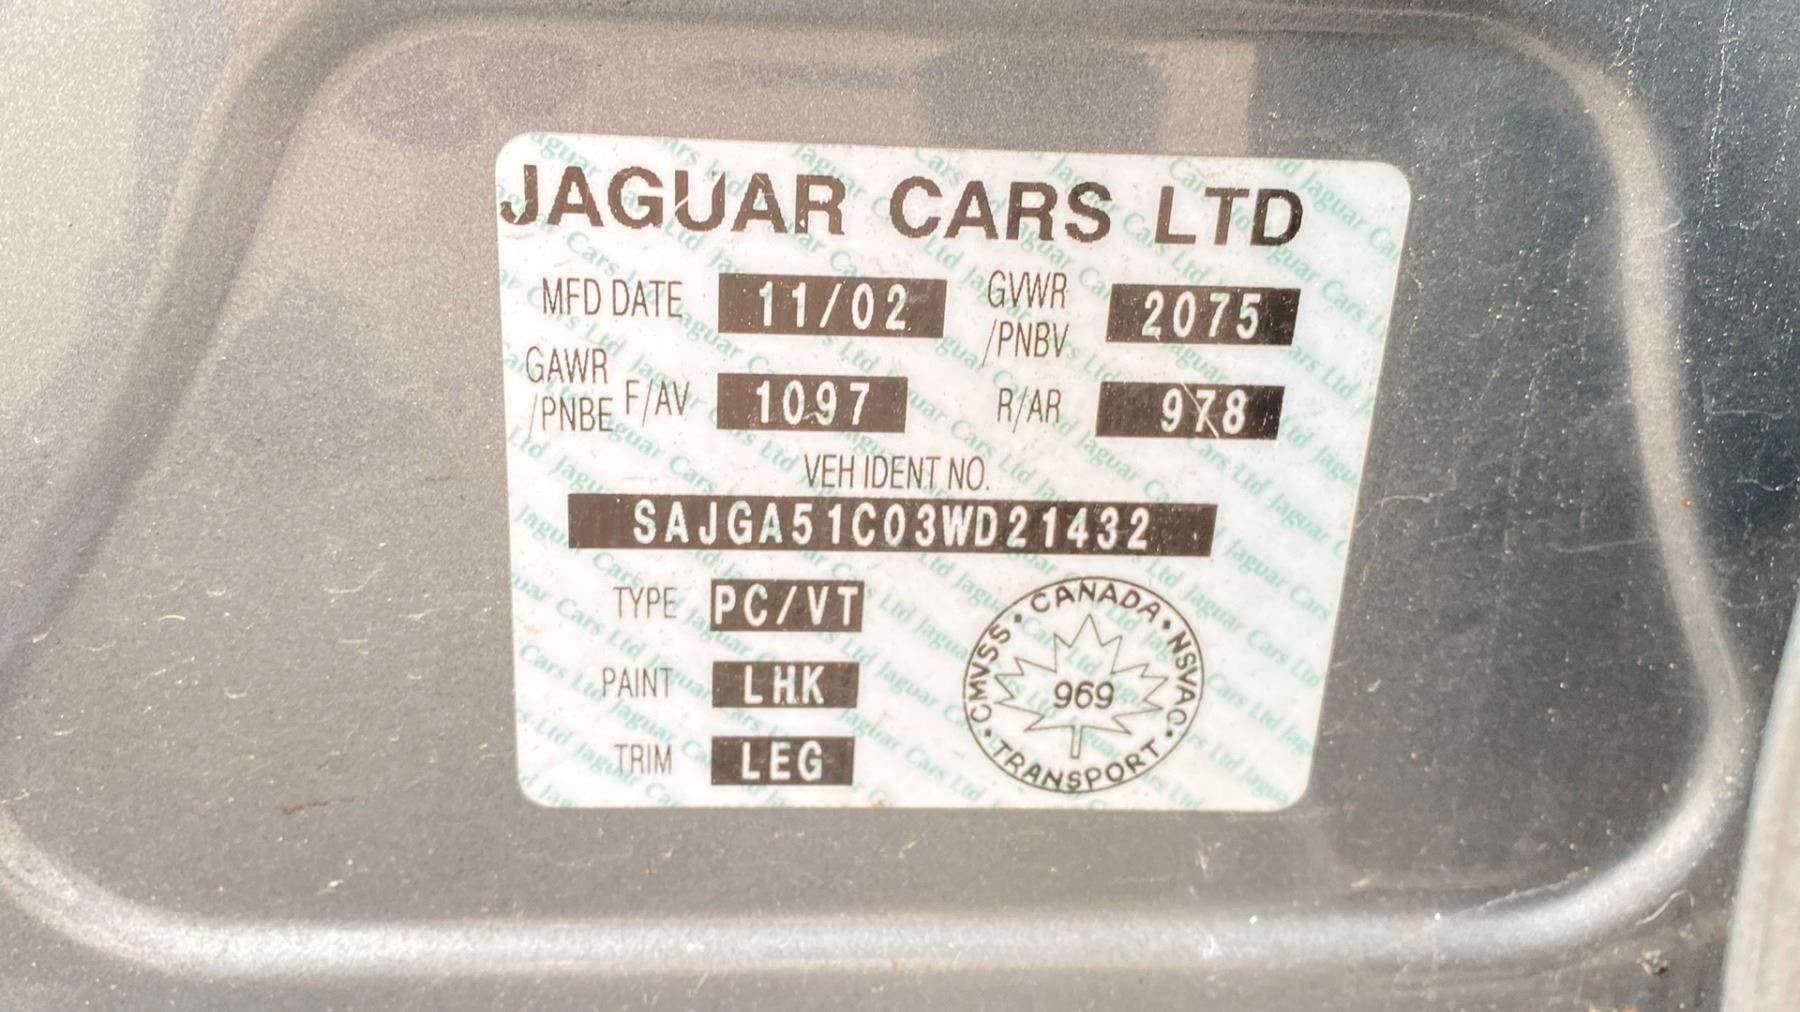 JAGUAR CARS LTD
MFD DATE 11/02 GVWR /PNBV 2075
GAWR /PNBE F/AV 1097 R/AR 978
VEH IDENT NO.
SAJGA51C03WD21432
TYPE PC/VT
PAINT LHK
TRIM LEG
CANADA • NSVAC • TRANSPORT • CMVSS •
969